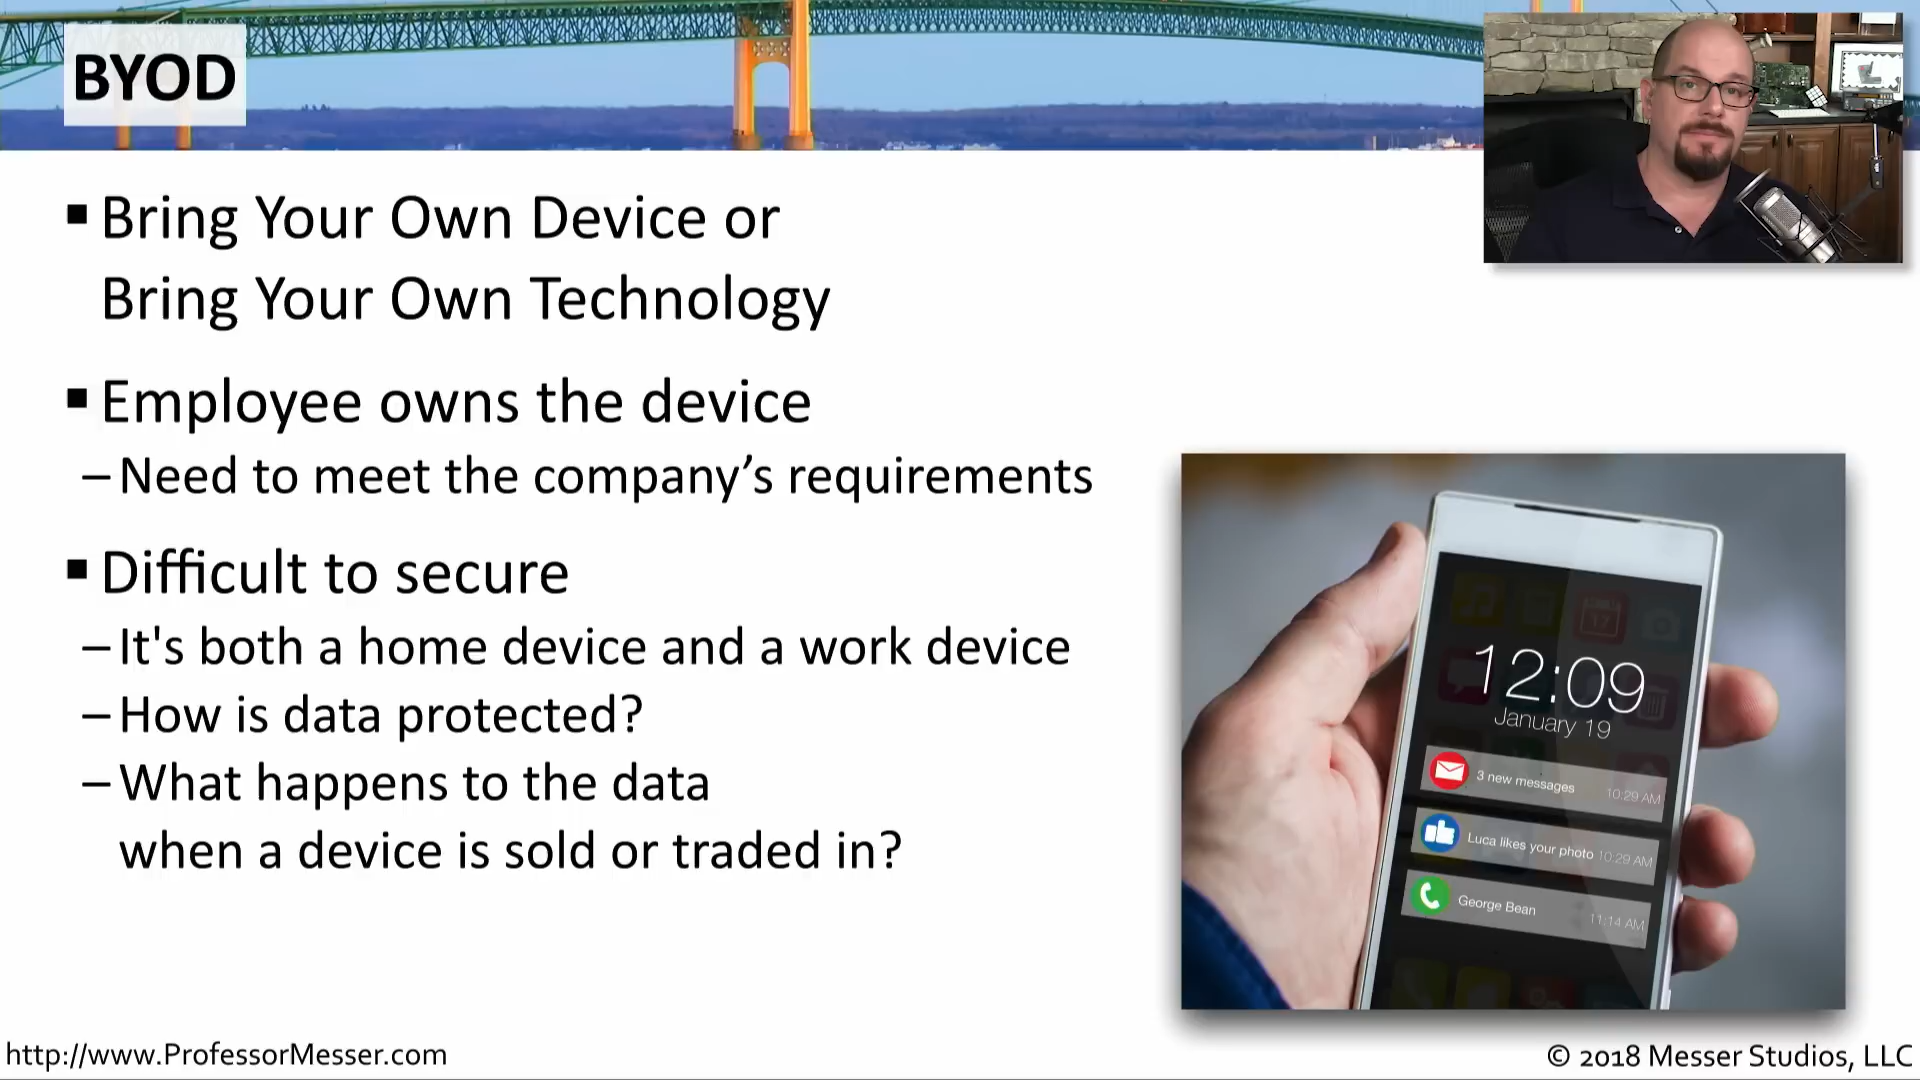 BYOD
▪ Bring Your Own Device or
Bring Your Own Technology
▪ Employee owns the device
– Need to meet the company’s requirements
▪ Difficult to secure
– It's both a home device and a work device
– How is data protected?
– What happens to the data
when a device is sold or traded in?
12:09
January 19
3 new messages 10:29 AM
Luca likes your photo 10:29 AM
George Bean 11:14 AM
http://www.ProfessorMesser.com
© 2018 Messer Studios, LLC